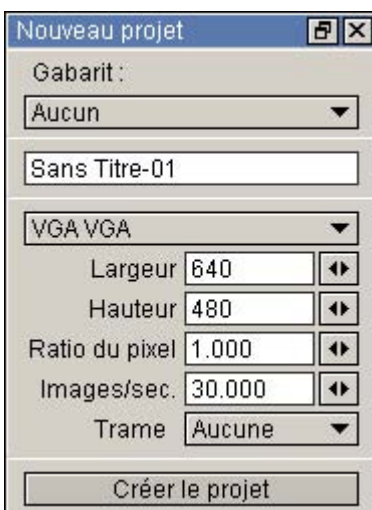 Nouveau projet
Gabarit :
Aucun
Sans Titre-01
VGA VGA
Largeur 640
Hauteur 480
Ratio du pixel 1.000
Images/sec. 30.000
Trame Aucune
Créer le projet